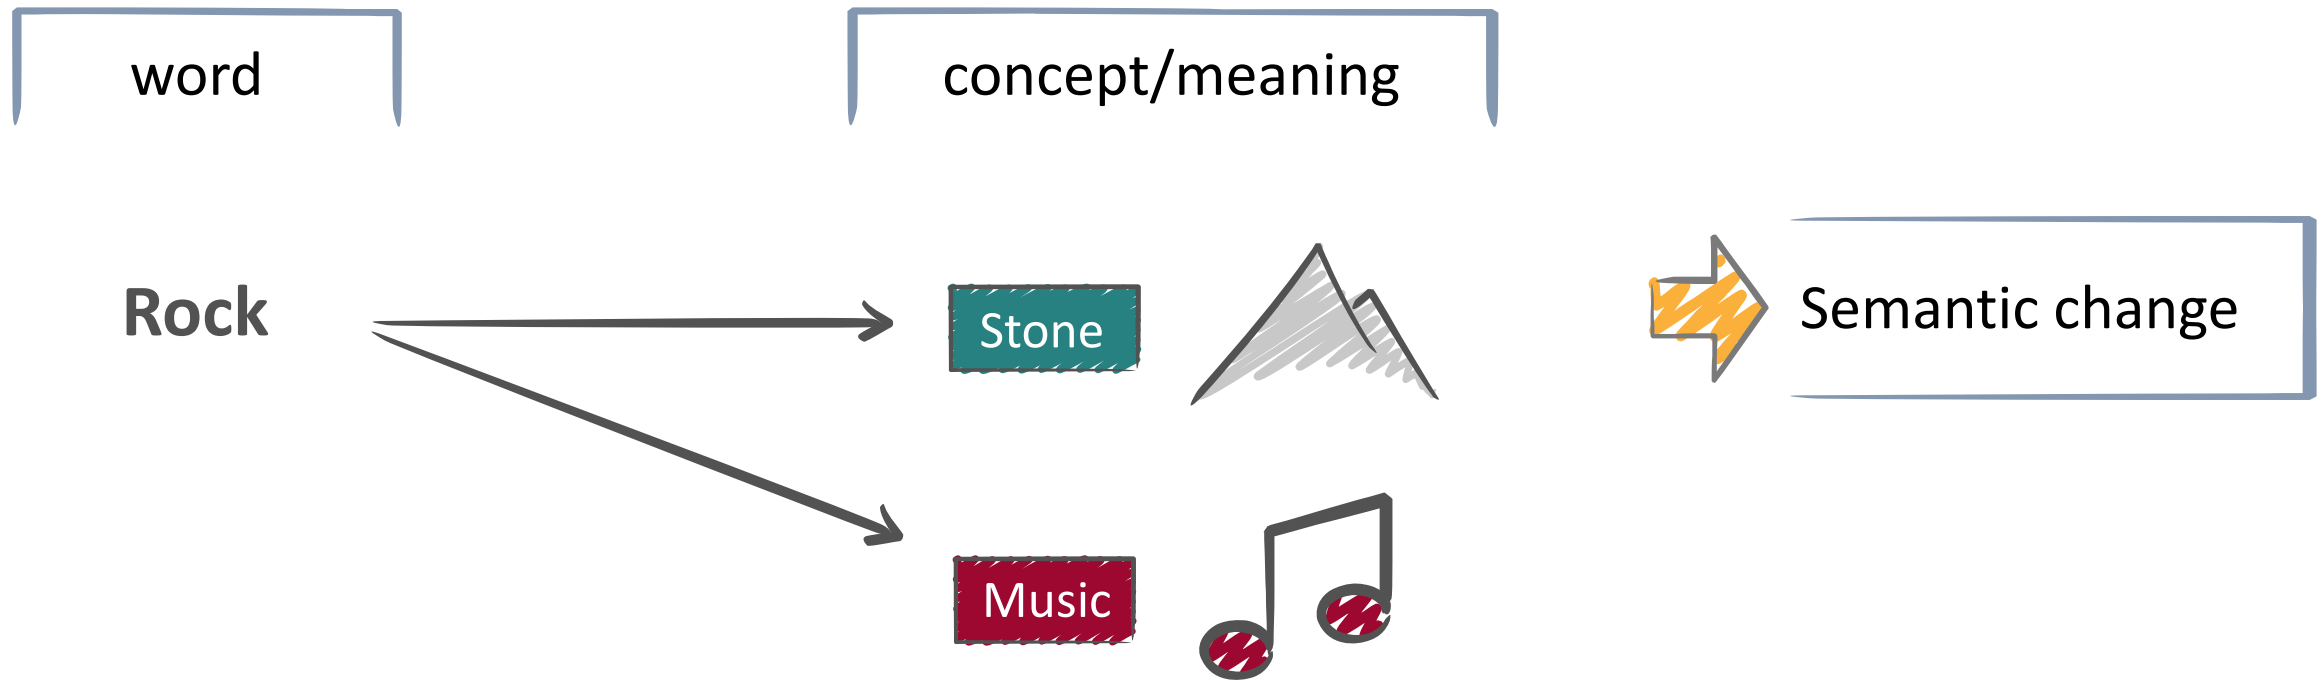 word
concept/meaning
Rock
Stone
Semantic change
Music